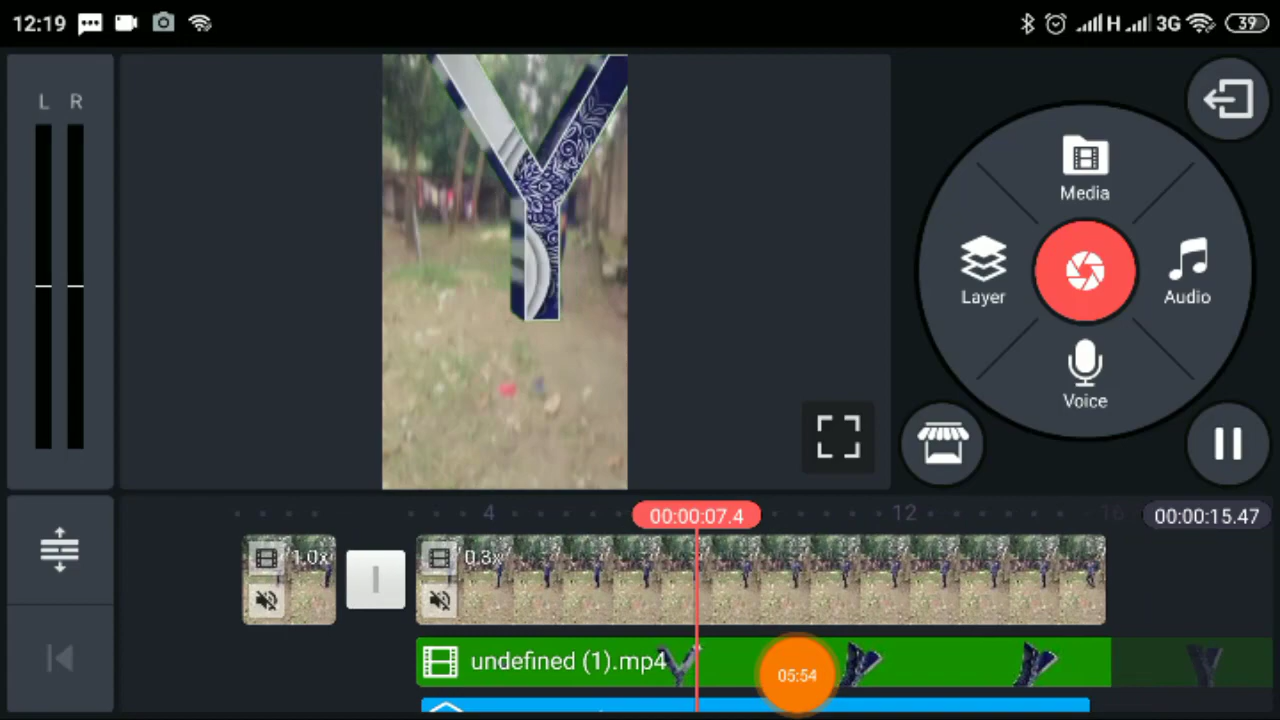 12:19
H
3G
39
L R
Media
Layer
Audio
Voice
4
00:00:07.4
12
16
00:00:15.47
1.0x
0.3x
undefined (1).mp4
05:54